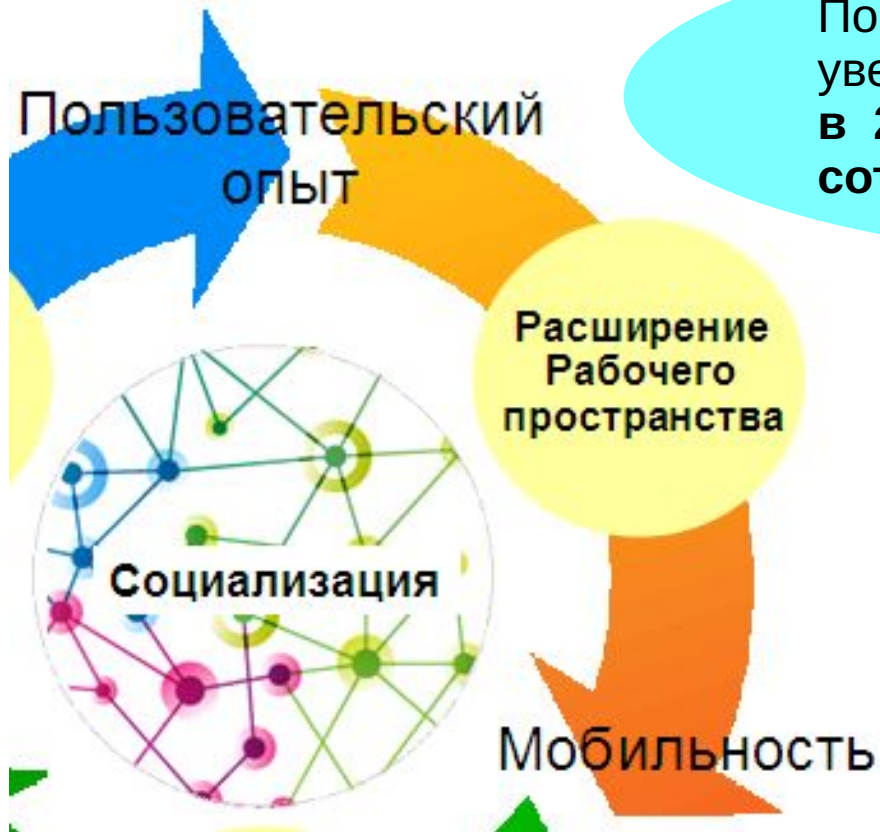 Пользовательский
опыт
в
Расширение
Рабочего
пространства
Социализация
Мобильность